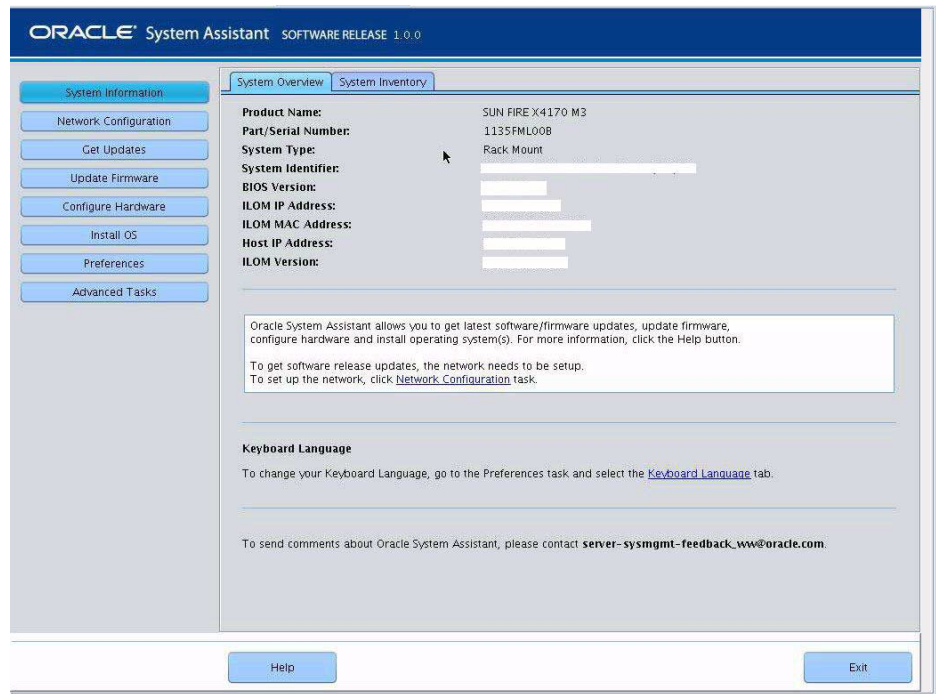 ORACLE System Assistant SOFTWARE RELEASE 1.0.0
System Information
Network Configuration
Get Updates
Update Firmware
Configure Hardware
Install OS
Preferences
Advanced Tasks
System Overview System Inventory
Product Name: SUN FIRE X4170 M3
Part/Serial Number: 1135FML00B
System Type: Rack Mount
System Identifier:
BIOS Version:
ILOM IP Address:
ILOM MAC Address:
Host IP Address:
ILOM Version:
Oracle System Assistant allows you to get latest software/firmware updates, update firmware,
configure hardware and install operating system(s). For more information, click the Help button.
To get software release updates, the network needs to be setup.
To set up the network, click Network Configuration task.
Keyboard Language
To change your Keyboard Language, go to the Preferences task and select the Keyboard Language tab.
To send comments about Oracle System Assistant, please contact server-sysmgmt-feedback_ww@oracle.com.
Help
Exit